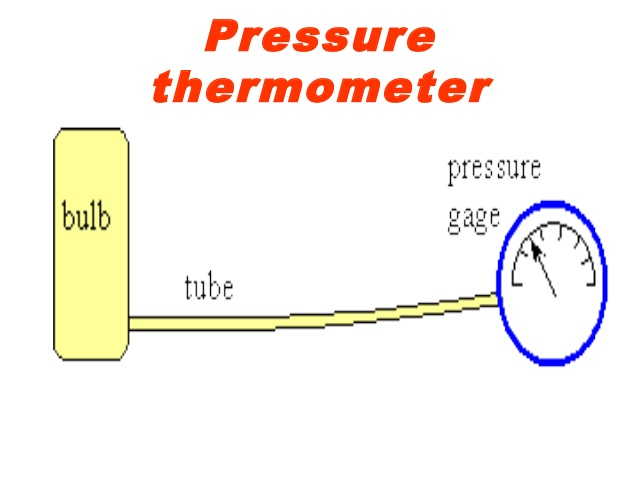 Pressure
thermometer
pressure
gage
bulb
tube